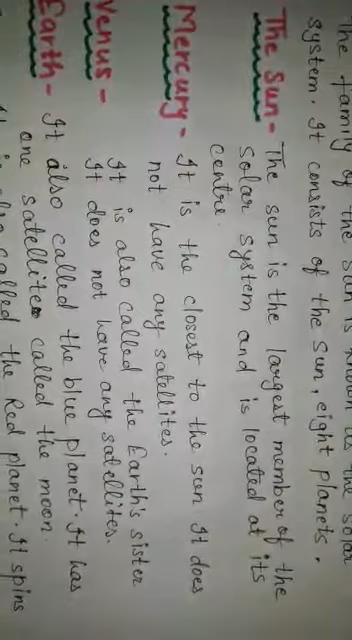 The family of the sun is known as the solar
system. It consists of the sun, eight planets.
The Sun - The sun is the largest member of the
solar system and is located at its
centre.
Mercury - It is the closest to the sun It does
not have any satellites.
Venus - It is also called the Earth's sister
It does not have any satellites.
Earth - It also called the blue planet. It has
one satellite called the moon.
called the Red planet. It spins